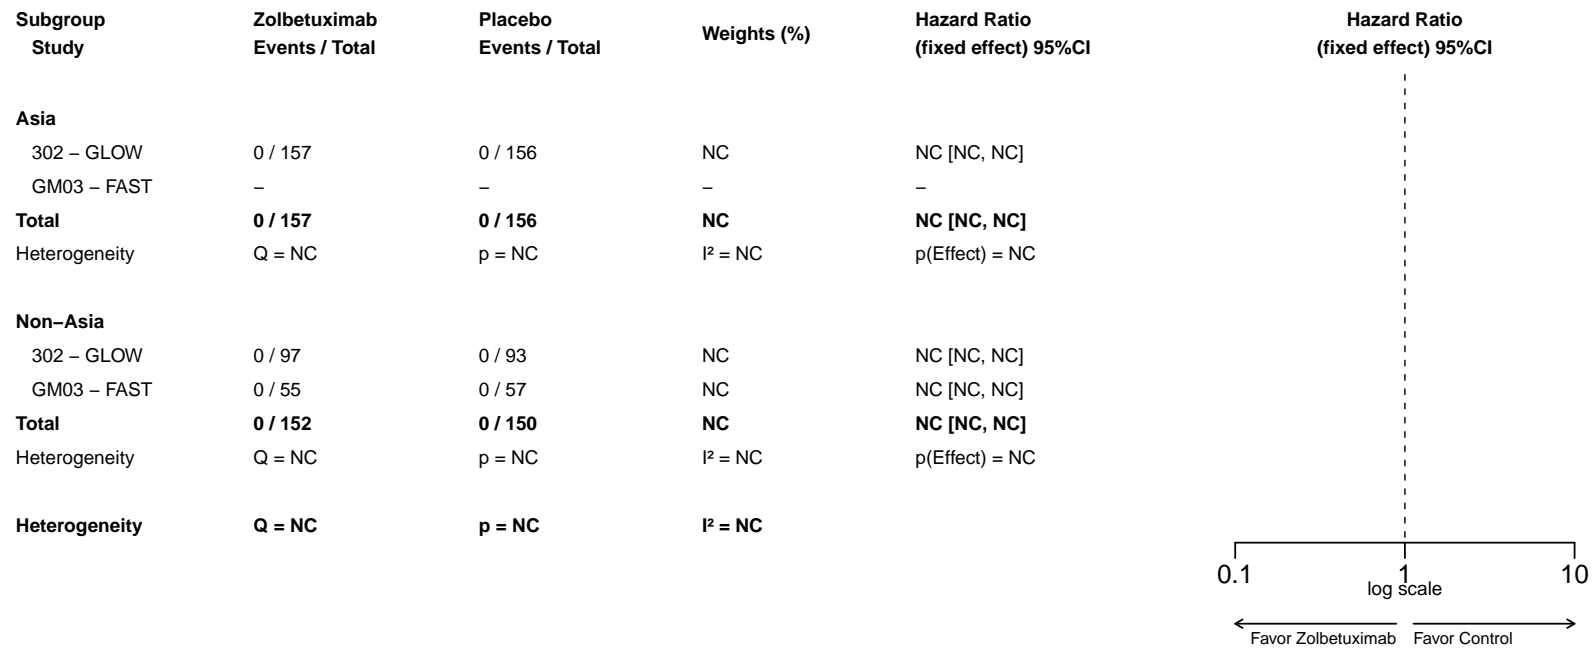 Subgroup Zolbetuximab Placebo Weights (%) Hazard Ratio Hazard Ratio
Study Events / Total Events / Total (fixed effect) 95%CI (fixed effect) 95%CI
Asia
302 − GLOW 0 / 157 0 / 156 NC NC [NC, NC]
GM03 − FAST − − − −
Total 0 / 157 0 / 156 NC NC [NC, NC]
Heterogeneity Q = NC p = NC I² = NC p(Effect) = NC
Non−Asia
302 − GLOW 0 / 97 0 / 93 NC NC [NC, NC]
GM03 − FAST 0 / 55 0 / 57 NC NC [NC, NC]
Total 0 / 152 0 / 150 NC NC [NC, NC]
Heterogeneity Q = NC p = NC I² = NC p(Effect) = NC
Heterogeneity Q = NC p = NC I² = NC
0.1 1 10
log scale
Favor Zolbetuximab Favor Control